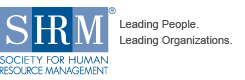 SHRM®
SOCIETY FOR HUMAN
RESOURCE MANAGEMENT
Leading People.
Leading Organizations.